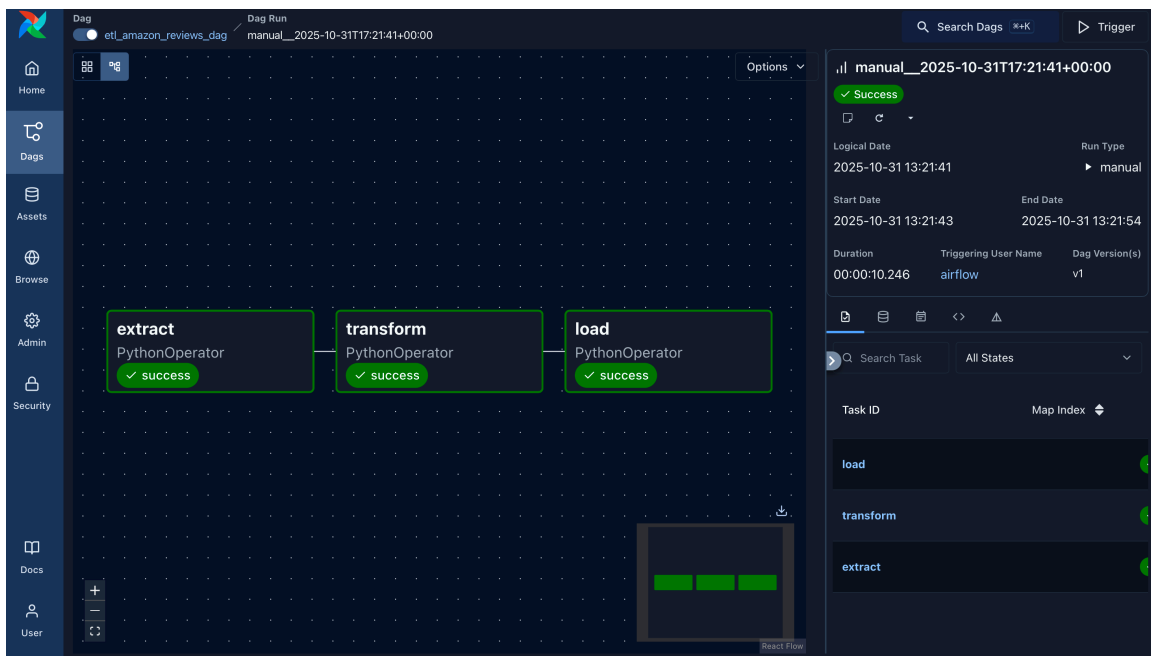 Dag
etl_amazon_reviews_dag
/
Dag Run
manual__2025-10-31T17:21:41+00:00
Search Dags ⌘+K
Trigger
Home
Dags
Assets
Browse
Admin
Security
Docs
User
Options
extract
PythonOperator
success
transform
PythonOperator
success
load
PythonOperator
success
React Flow
manual__2025-10-31T17:21:41+00:00
Success
Logical Date Run Type
2025-10-31 13:21:41 manual
Start Date End Date
2025-10-31 13:21:43 2025-10-31 13:21:54
Duration Triggering User Name Dag Version(s)
00:00:10.246 airflow v1
Search Task All States
Task ID Map Index
load
transform
extract